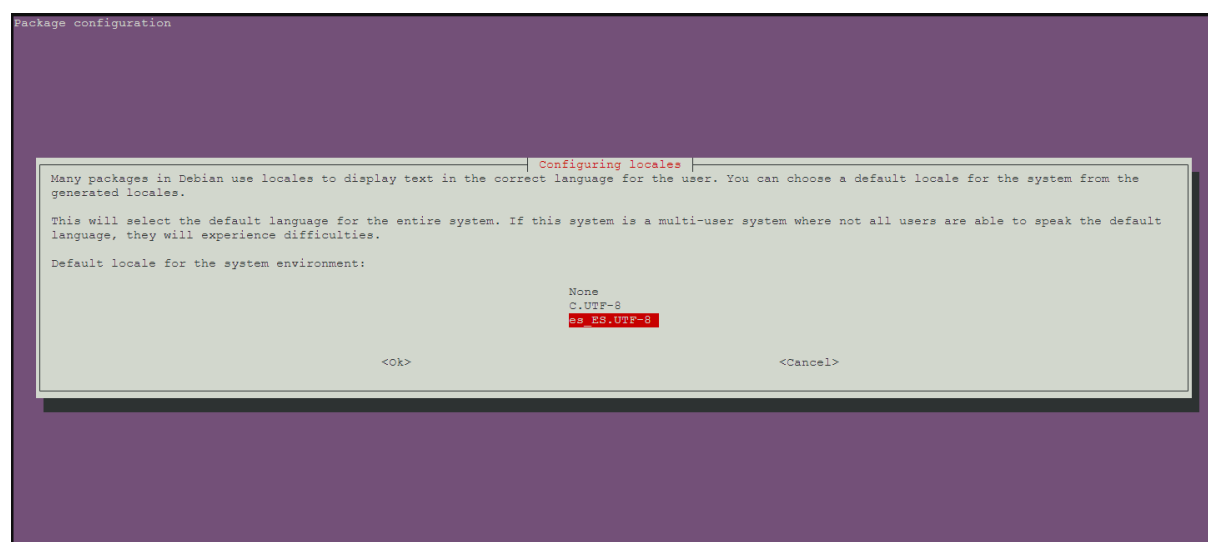 Package configuration
Configuring locales
Many packages in Debian use locales to display text in the correct language for the user. You can choose a default locale for the system from the
generated locales.
This will select the default language for the entire system. If this system is a multi-user system where not all users are able to speak the default
language, they will experience difficulties.
Default locale for the system environment:
None
C.UTF-8
es_ES.UTF-8
<Ok> <Cancel>